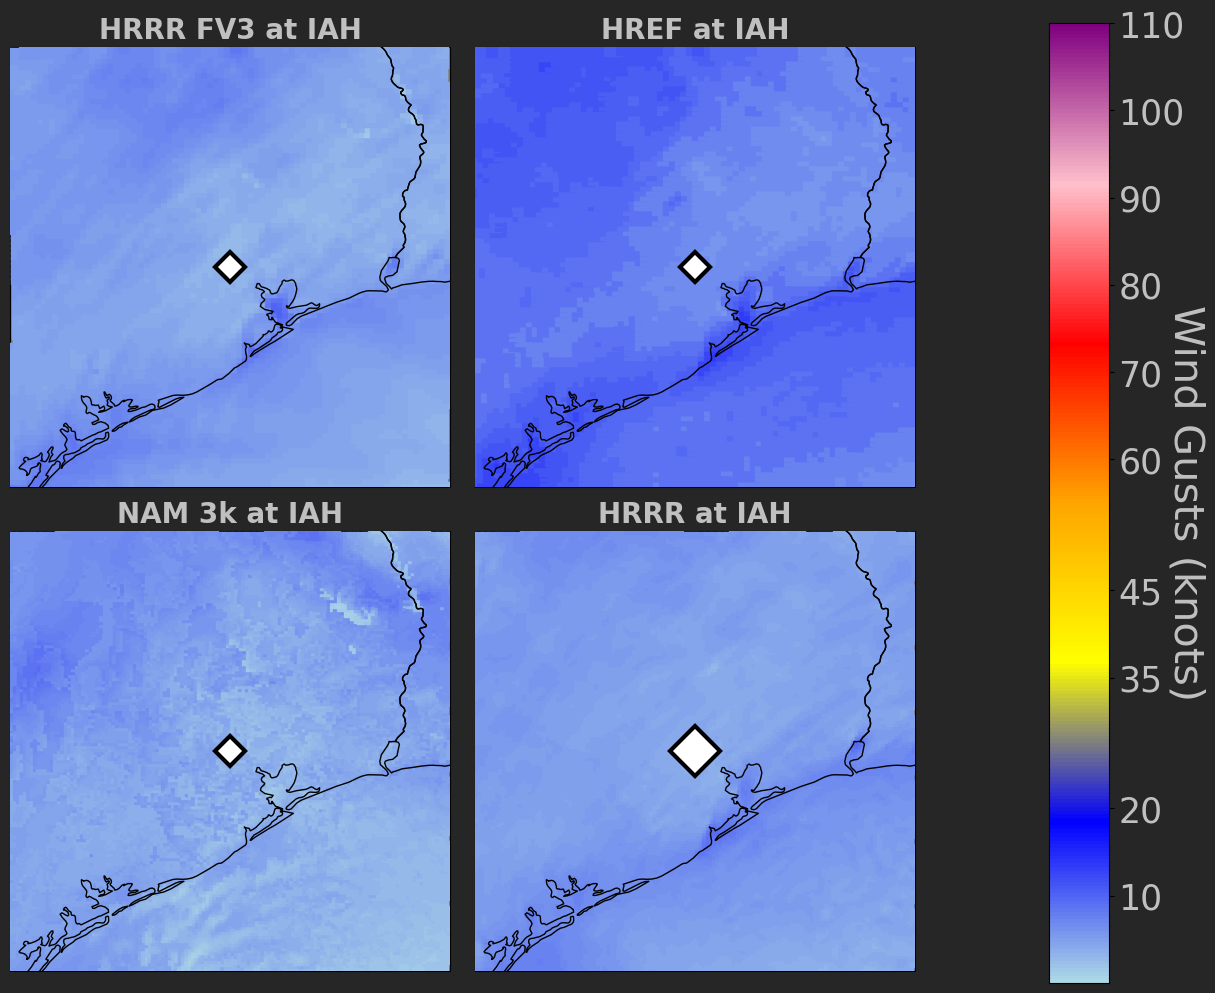 HRRR FV3 at IAH
HREF at IAH
NAM 3k at IAH
HRRR at IAH
110
100
90
80
70
60
45
35
20
10
Wind Gusts (knots)